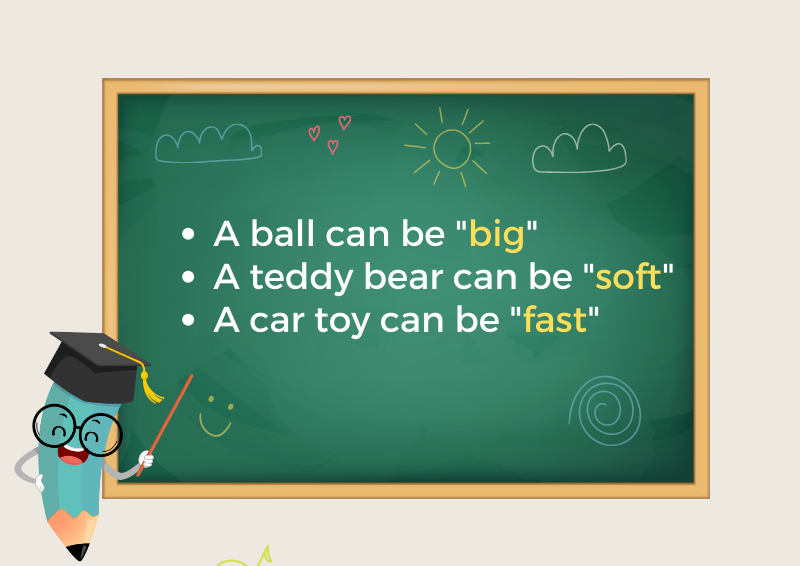 • A ball can be "big"
• A teddy bear can be "soft"
• A car toy can be "fast"